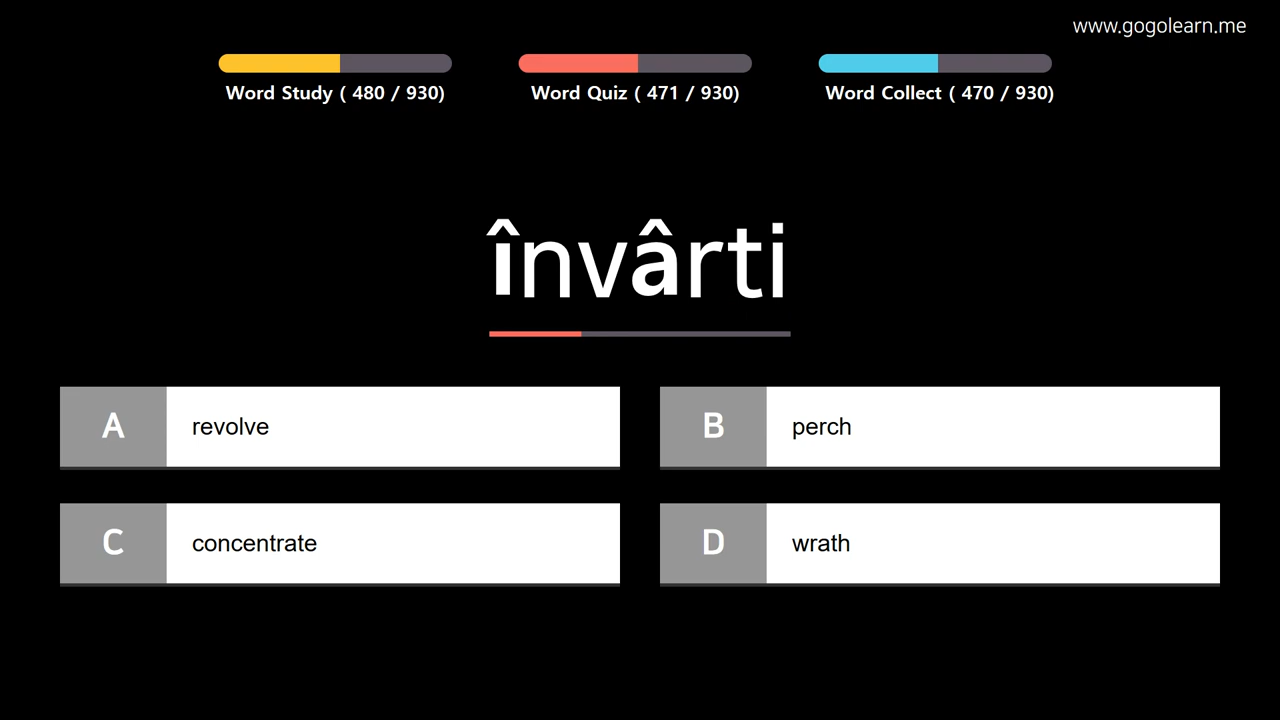 www.gogolearn.me
Word Study ( 480 / 930)
Word Quiz ( 471 / 930)
Word Collect ( 470 / 930)
învârti
A revolve
B perch
C concentrate
D wrath